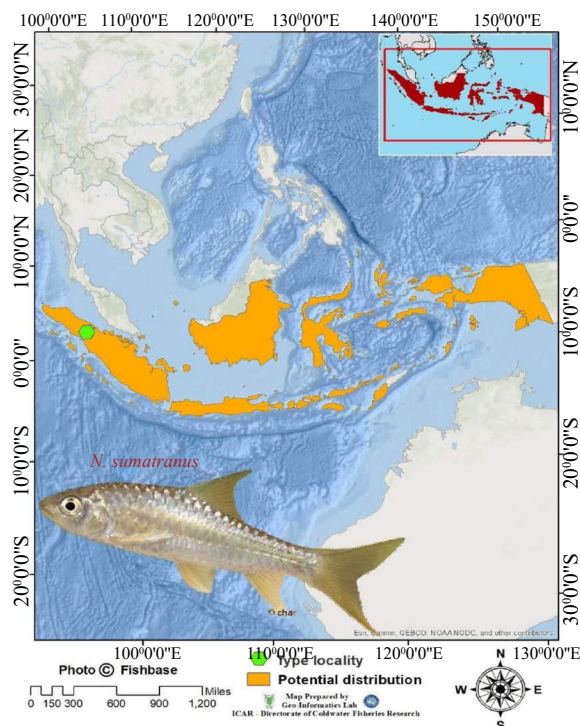 100⁰0'0"E 110⁰0'0"E 120⁰0'0"E 130⁰0'0"E 140⁰0'0"E 150⁰0'0"E
30⁰0'0"N
20⁰0'0"N
10⁰0'0"N
0⁰0'0"N
10⁰0'0"S
20⁰0'0"S
10⁰0'0"N
0⁰0'0"N
10⁰0'0"S
20⁰0'0"S
30⁰0'0"S
N. sumatranus
char
Esri, Garmin, GEBCO, NOAA NGDC, and other contributors
100⁰0'0"E 110⁰0'0"E 120⁰0'0"E 130⁰0'0"E
Photo © Fishbase
0 150 300 600 900 1,200
Miles
Type locality
Potential distribution
Map Prepared by
Geo-Informatics Lab
ICAR - Directorate of Coldwater Fisheries Research
N
W E
S